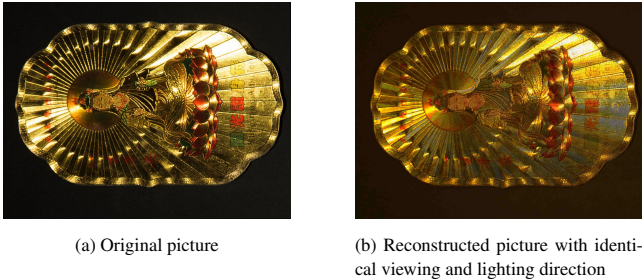 (a) Original picture
(b) Reconstructed picture with identi-
cal viewing and lighting direction